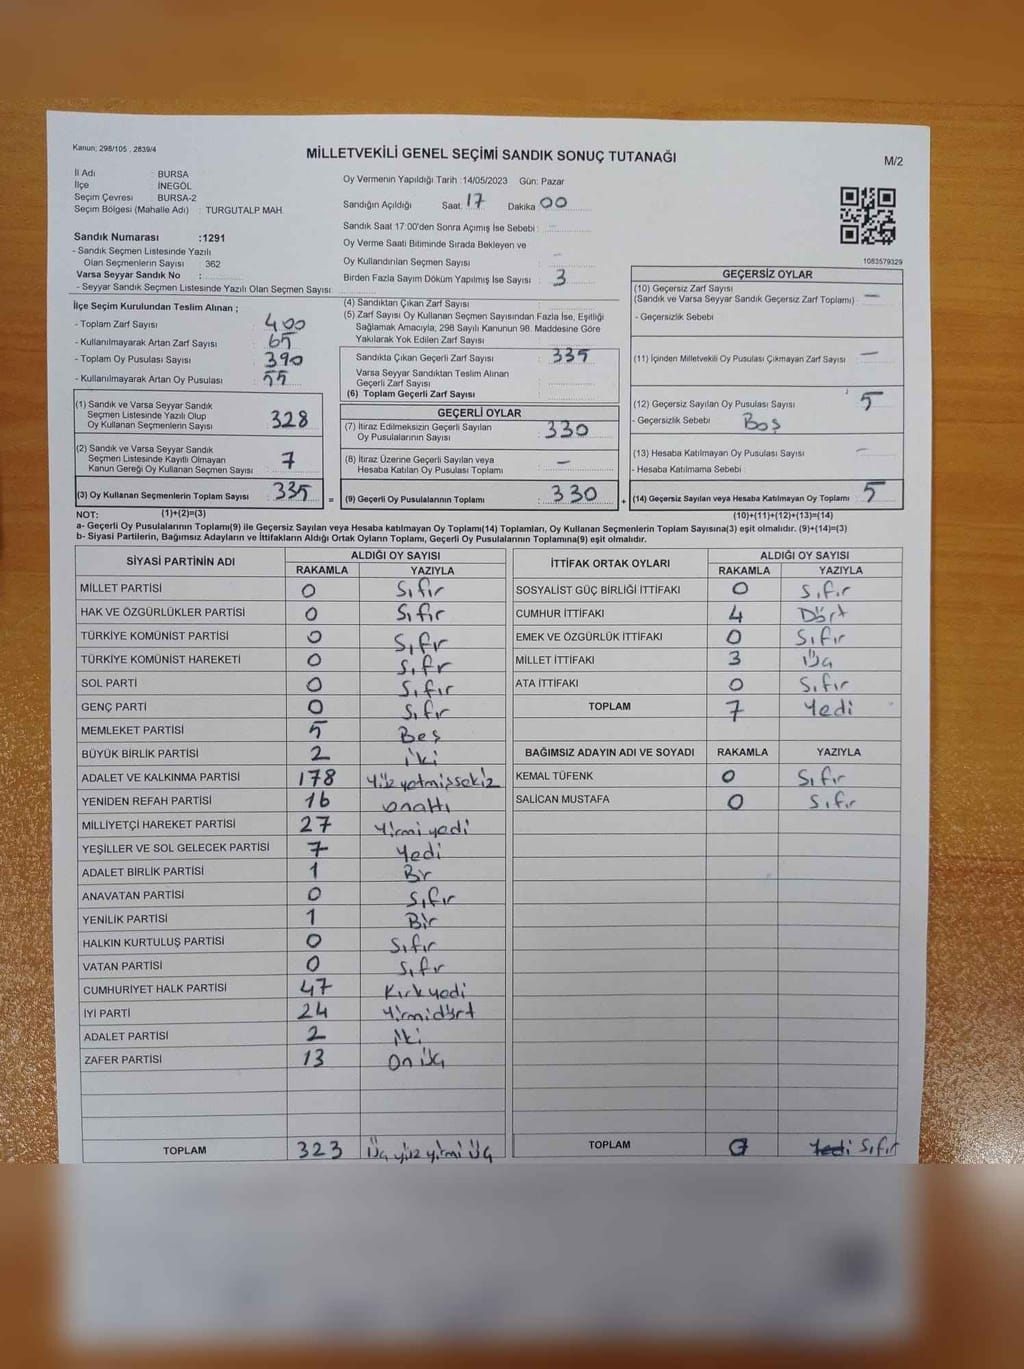 Kanun; 298/105 , 2839/4
MİLLETVEKİLİ GENEL SEÇİMİ SANDIK SONUÇ TUTANAĞI
M/2
İl Adı : BURSA
İlçe : İNEGÖL
Seçim Çevresi : BURSA-2
Seçim Bölgesi (Mahalle Adı) : TURGUTALP MAH.
Sandık Numarası :1291
- Sandık Seçmen Listesinde Yazılı
Olan Seçmenlerin Sayısı : 362
Varsa Seyyar Sandık No :
- Seyyar Sandık Seçmen Listesinde Yazılı Olan Seçmen Sayısı:
Oy Vermenin Yapıldığı Tarih :14/05/2023 Gün: Pazar
Sandığın Açıldığı Saat: 17 Dakika 00
Sandık Saat 17:00'den Sonra Açımış İse Sebebi : -
Oy Verme Saati Bitiminde Sırada Bekleyen ve
Oy Kullandırılan Seçmen Sayısı : -
Birden Fazla Sayım Döküm Yapılmış İse Sayısı : 3
1083579329
İlçe Seçim Kurulundan Teslim Alınan ;
- Toplam Zarf Sayısı : 400
- Kullanılmayarak Artan Zarf Sayısı : 65
- Toplam Oy Pusulası Sayısı : 390
- Kullanılmayarak Artan Oy Pusulası : 55
(1) Sandık ve Varsa Seyyar Sandık
Seçmen Listesinde Yazılı Olup
Oy Kullanan Seçmenlerin Sayısı : 328
(2) Sandık ve Varsa Seyyar Sandık
Seçmen Listesinde Kayıtlı Olmayan
Kanun Gereği Oy Kullanan Seçmen Sayısı : 7
(3) Oy Kullanan Seçmenlerin Toplam Sayısı : 335 =
(4) Sandıktan Çıkan Zarf Sayısı :
(5) Zarf Sayısı Oy Kullanan Seçmen Sayısından Fazla İse, Eşitliği
Sağlamak Amacıyla, 298 Sayılı Kanunun 98. Maddesine Göre
Yakılarak Yok Edilen Zarf Sayısı :
Sandıkta Çıkan Geçerli Zarf Sayısı : 335
Varsa Seyyar Sandıktan Teslim Alınan
Geçerli Zarf Sayısı :
(6) Toplam Geçerli Zarf Sayısı :
GEÇERLİ OYLAR
(7) İtiraz Edilmeksizin Geçerli Sayılan
Oy Pusulalarının Sayısı : 330
(8) İtiraz Üzerine Geçerli Sayılan veya
Hesaba Katılan Oy Pusulası Toplamı : -
(9) Geçerli Oy Pusulalarının Toplamı : 330 +
GEÇERSİZ OYLAR
(10) Geçersiz Zarf Sayısı
(Sandık ve Varsa Seyyar Sandık Geçersiz Zarf Toplamı) : -
- Geçersizlik Sebebi :
(11) İçinden Milletvekili Oy Pusulası Çıkmayan Zarf Sayısı : -
(12) Geçersiz Sayılan Oy Pusulası Sayısı : 5
- Geçersizlik Sebebi : Boş
(13) Hesaba Katılmayan Oy Pusulası Sayısı : -
- Hesaba Katılmama Sebebi :
(14) Geçersiz Sayılan veya Hesaba Katılmayan Oy Toplamı : 5
NOT: (1)+(2)=(3) (10)+(11)+(12)+(13)=(14)
a- Geçerli Oy Pusulalarının Toplamı(9) ile Geçersiz Sayılan veya Hesaba katılmayan Oy Toplamı(14) Toplamları, Oy Kullanan Seçmenlerin Toplam Sayısına(3) eşit olmalıdır. (9)+(14)=(3)
b- Siyasi Partilerin, Bağımsız Adayların ve İttifakların Aldığı Ortak Oyların Toplamı, Geçerli Oy Pusulalarının Toplamına(9) eşit olmalıdır.
SİYASİ PARTİNİN ADI ALDIĞI OY SAYISI
RAKAMLA YAZIYLA
MİLLET PARTİSİ 0 Sıfır
HAK VE ÖZGÜRLÜKLER PARTİSİ 0 Sıfır
TÜRKİYE KOMÜNİST PARTİSİ 0 Sıfır
TÜRKİYE KOMÜNİST HAREKETİ 0 Sıfır
SOL PARTİ 0 Sıfır
GENÇ PARTİ 0 Sıfır
MEMLEKET PARTİSİ 5 Beş
BÜYÜK BİRLİK PARTİSİ 2 iki
ADALET VE KALKINMA PARTİSİ 178 Yüz yetmişsekiz
YENİDEN REFAH PARTİSİ 16 onaltı
MİLLİYETÇİ HAREKET PARTİSİ 27 Yirmi yedi
YEŞİLLER VE SOL GELECEK PARTİSİ 7 Yedi
ADALET BİRLİK PARTİSİ 1 Bir
ANAVATAN PARTİSİ 0 Sıfır
YENİLİK PARTİSİ 1 Bir
HALKIN KURTULUŞ PARTİSİ 0 Sıfır
VATAN PARTİSİ 0 Sıfır
CUMHURİYET HALK PARTİSİ 47 Kırkyedi
İYİ PARTİ 24 Yirmidört
ADALET PARTİSİ 2 iki
ZAFER PARTİSİ 13 On üç
TOPLAM 323 Üç yüz yirmi üç
İTTİFAK ORTAK OYLARI ALDIĞI OY SAYISI
RAKAMLA YAZIYLA
SOSYALİST GÜÇ BİRLİĞİ İTTİFAKI 0 Sıfır
CUMHUR İTTİFAKI 4 Dört
EMEK VE ÖZGÜRLÜK İTTİFAKI 0 Sıfır
MİLLET İTTİFAKI 3 Üç
ATA İTTİFAKI 0 Sıfır
TOPLAM 7 Yedi
BAĞIMSIZ ADAYIN ADI VE SOYADI RAKAMLA YAZIYLA
KEMAL TÜFENK 0 Sıfır
SALİCAN MUSTAFA 0 Sıfır
TOPLAM 0 Yedi Sıfır